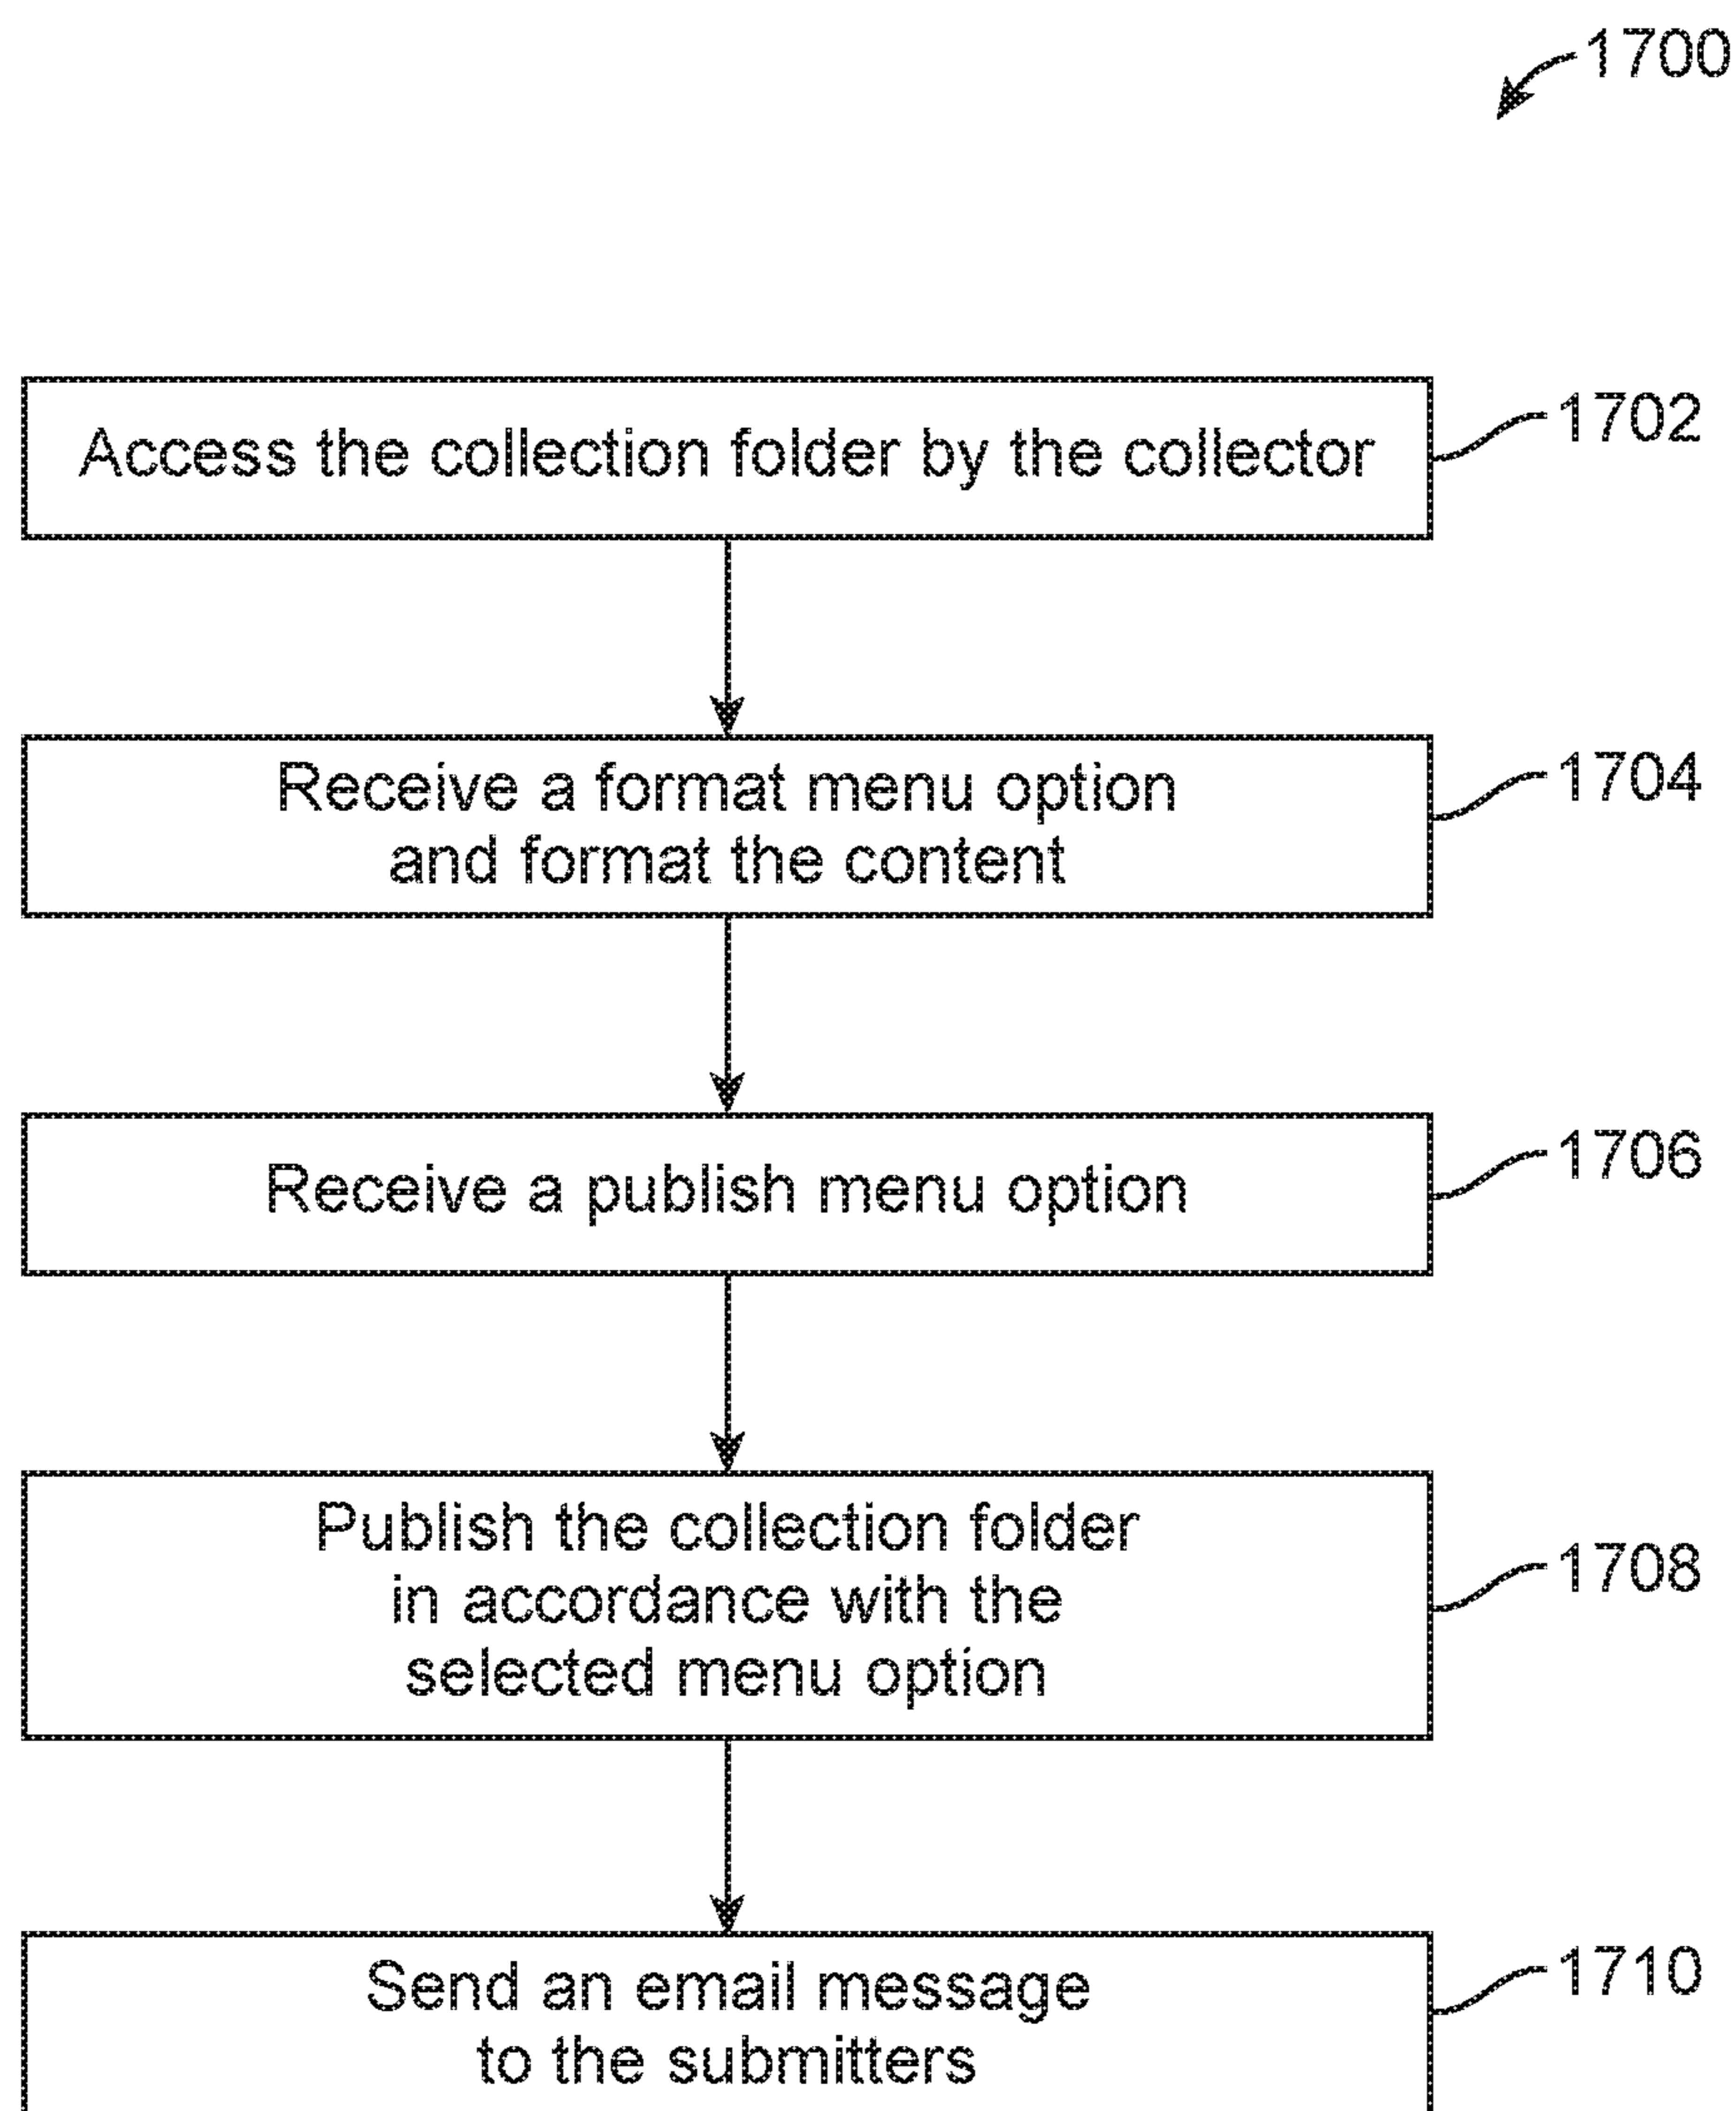 1700
Access the collection folder by the collector
1702
Receive a format menu option
and format the content
1704
Receive a publish menu option
1706
Publish the collection folder
in accordance with the
selected menu option
1708
Send an email message
to the submitters
1710